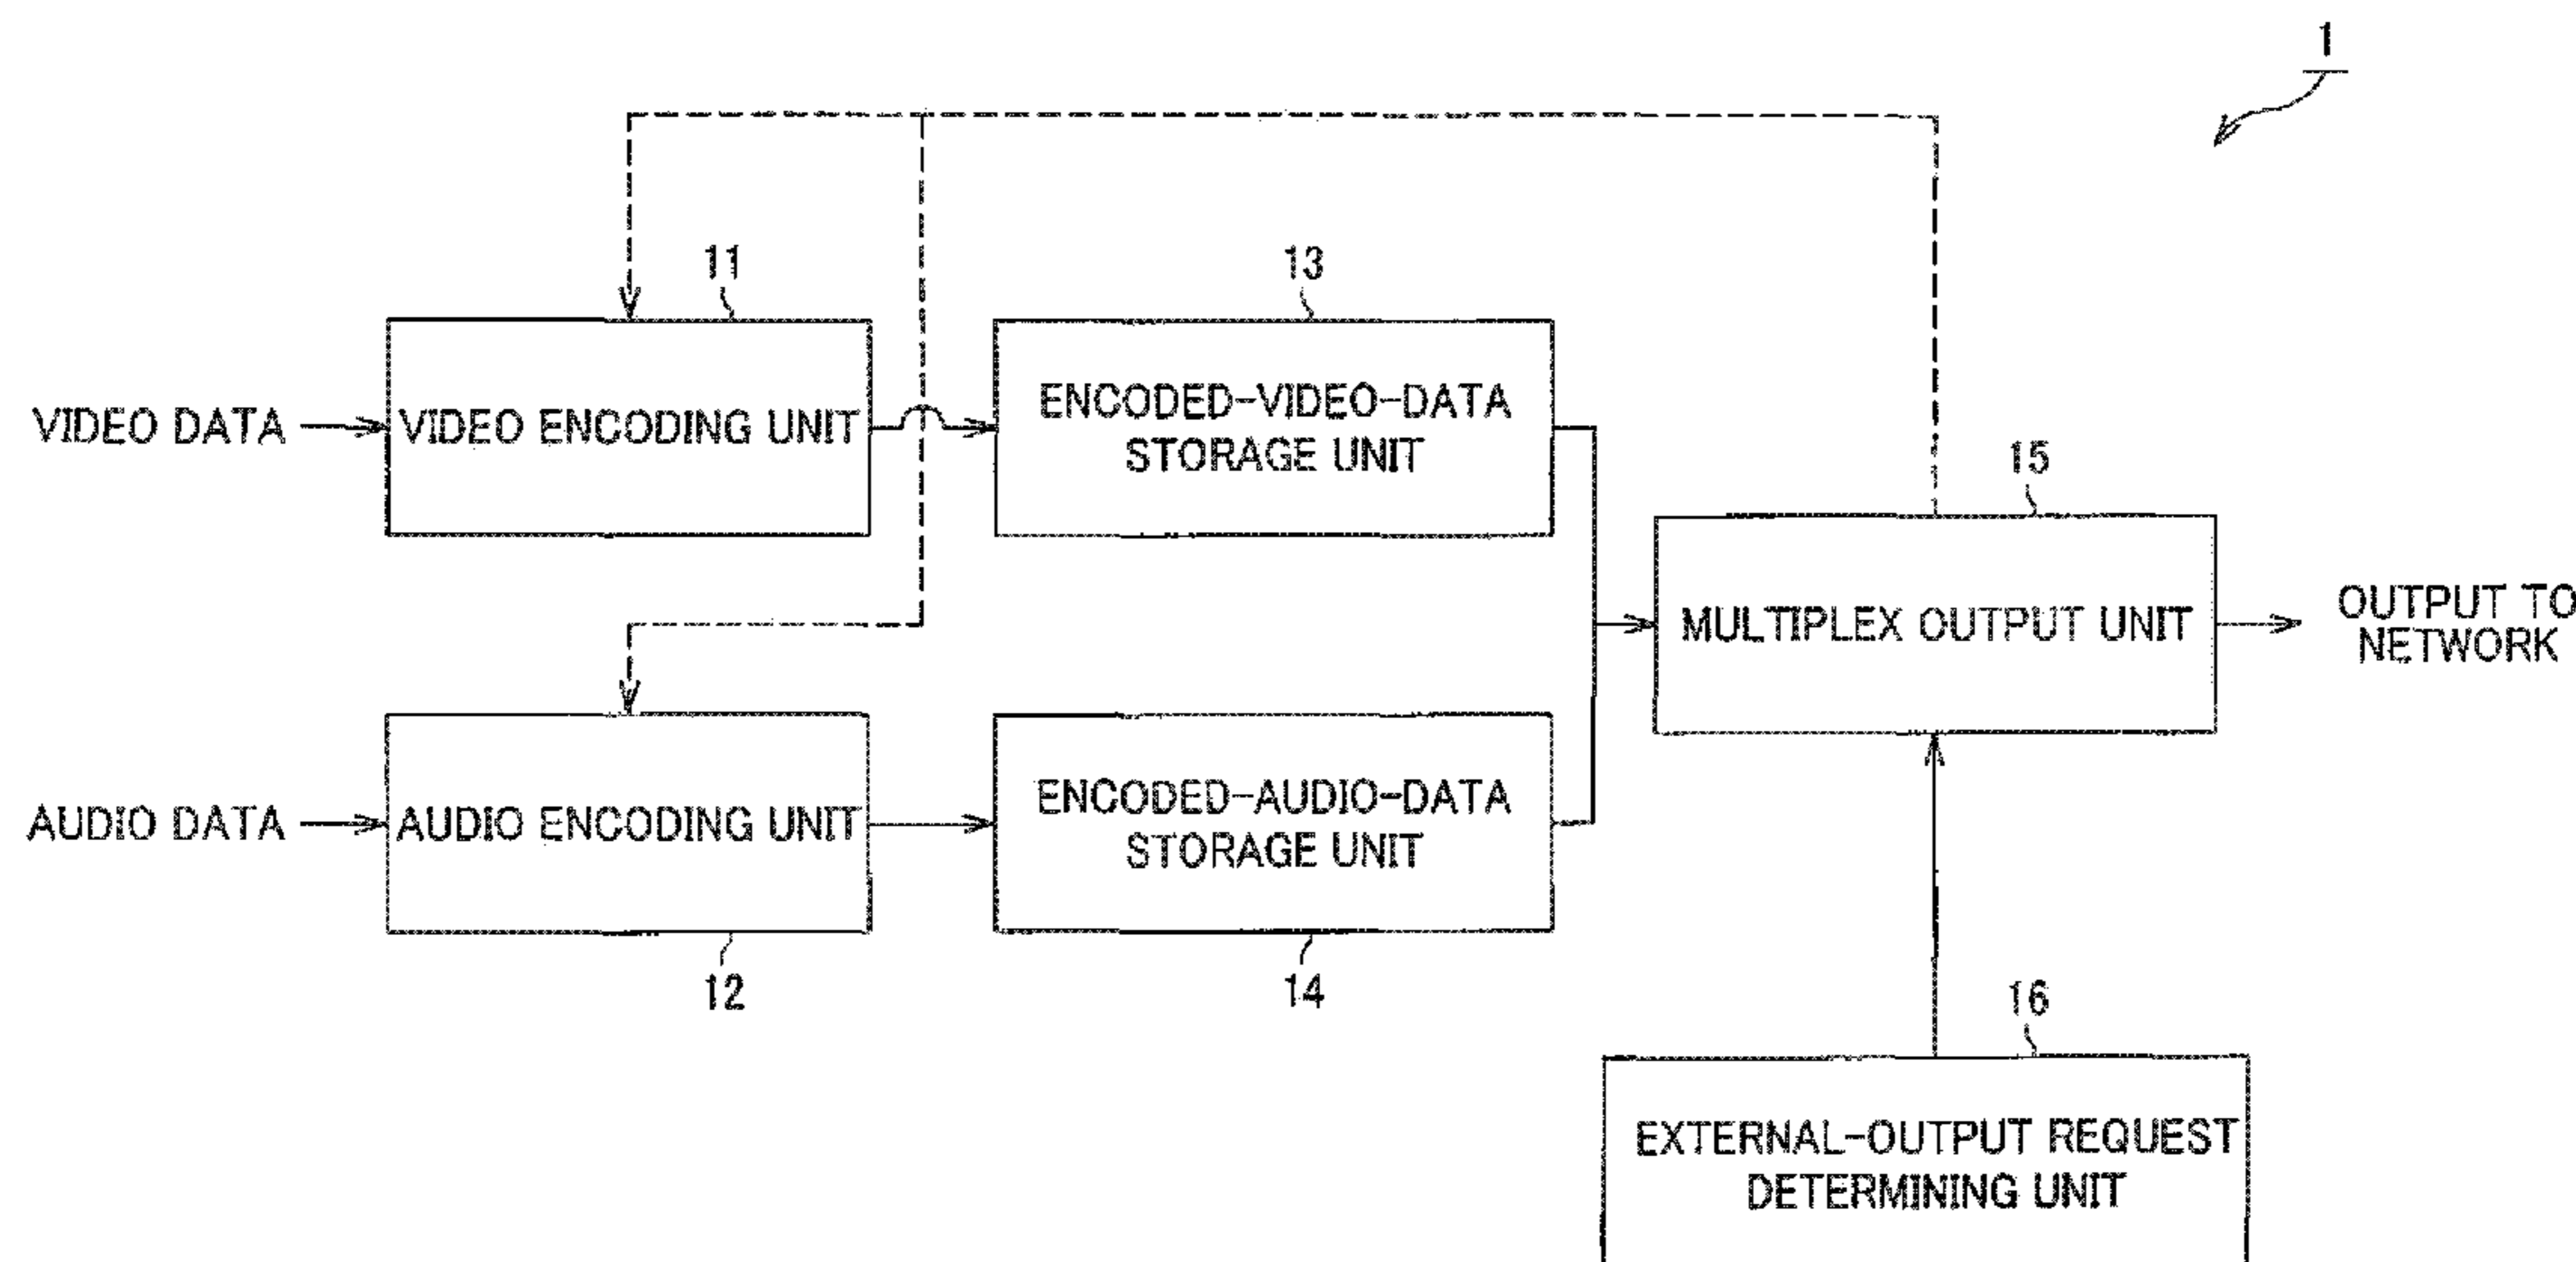 1
11
13
VIDEO DATA
VIDEO ENCODING UNIT
ENCODED-VIDEO-DATA
STORAGE UNIT
15
MULTIPLEX OUTPUT UNIT
OUTPUT TO
NETWORK
AUDIO DATA
AUDIO ENCODING UNIT
ENCODED-AUDIO-DATA
STORAGE UNIT
12
14
16
EXTERNAL-OUTPUT REQUEST
DETERMINING UNIT